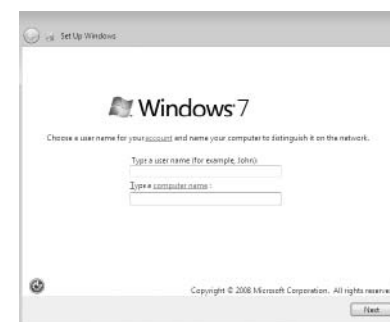 Set Up Windows
Windows 7
Choose a user name for your account and name your computer to distinguish it on the network.
Type a user name (for example, John):
Type a computer name:
Copyright © 2008 Microsoft Corporation. All rights reserve
Next